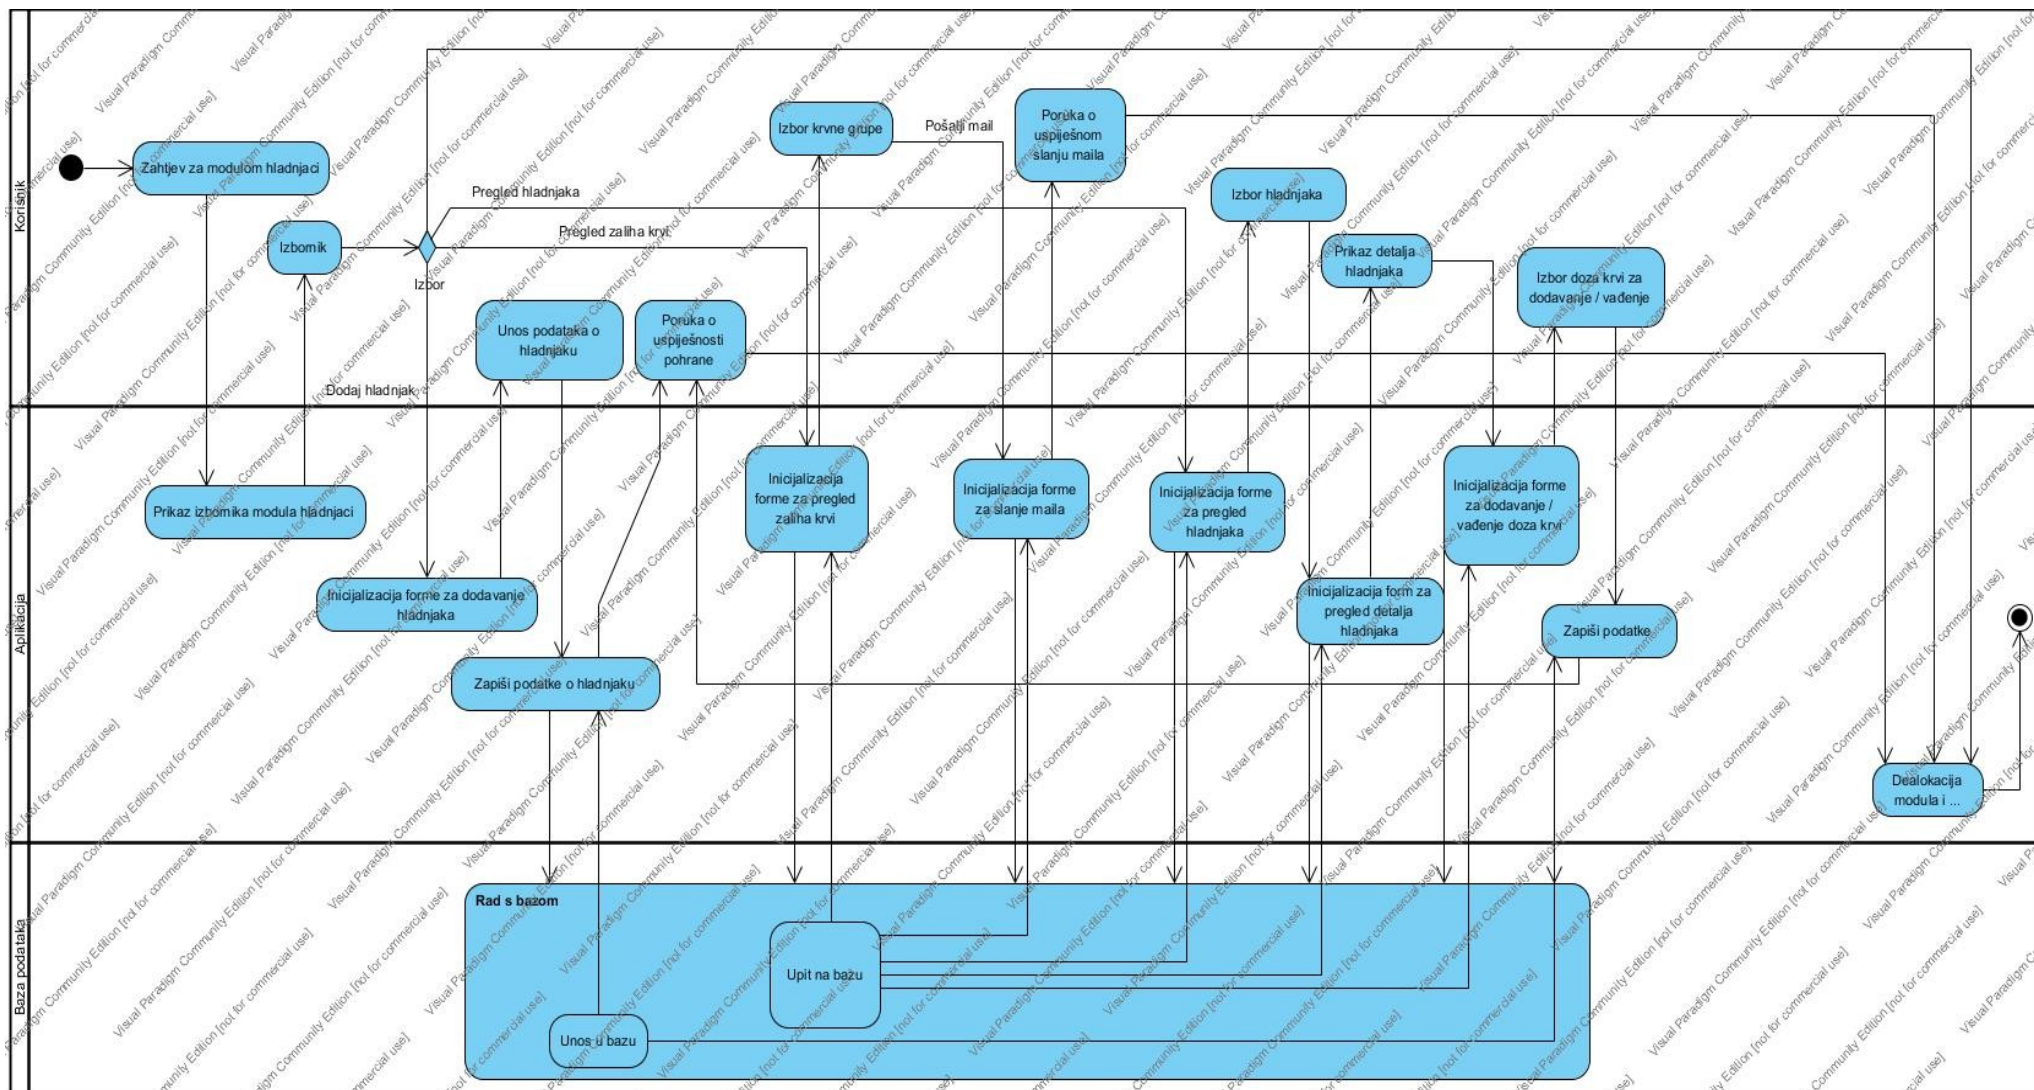 Korisnik
Zahtjev za modulom hladnjaci
Izbornik
Izbor
Pregled hladnjaka
Pregled zaliha krvi
Dodaj hladnjak
Unos podataka o
hladnjaku
Poruka o
uspiješnosti
pohrane
Izbor krvne grupe
Pošalji mail
Poruka o
uspiješnom
slanju maila
Izbor hladnjaka
Prikaz detalja
hladnjaka
Izbor doza krvi za
dodavanje / vađenje
Aplikacija
Prikaz izbornika modula hladnjaci
Inicijalizacija forme za dodavanje
hladnjaka
Zapiši podatke o hladnjaku
Inicijalizacija
forme za pregled
zaliha krvi
Inicijalizacija forme
za slanje maila
Inicijalizacija forme
za pregled
hladnjaka
Inicijalizacija form za
pregled detalja
hladnjaka
Inicijalizacija forme
za dodavanje /
vađenje doza krvi
Zapiši podatke
Dealokacija
modula i ...
Baza podataka
Rad s bazom
Upit na bazu
Unos u bazu
Visual Paradigm Community Edition [not for commercial use]